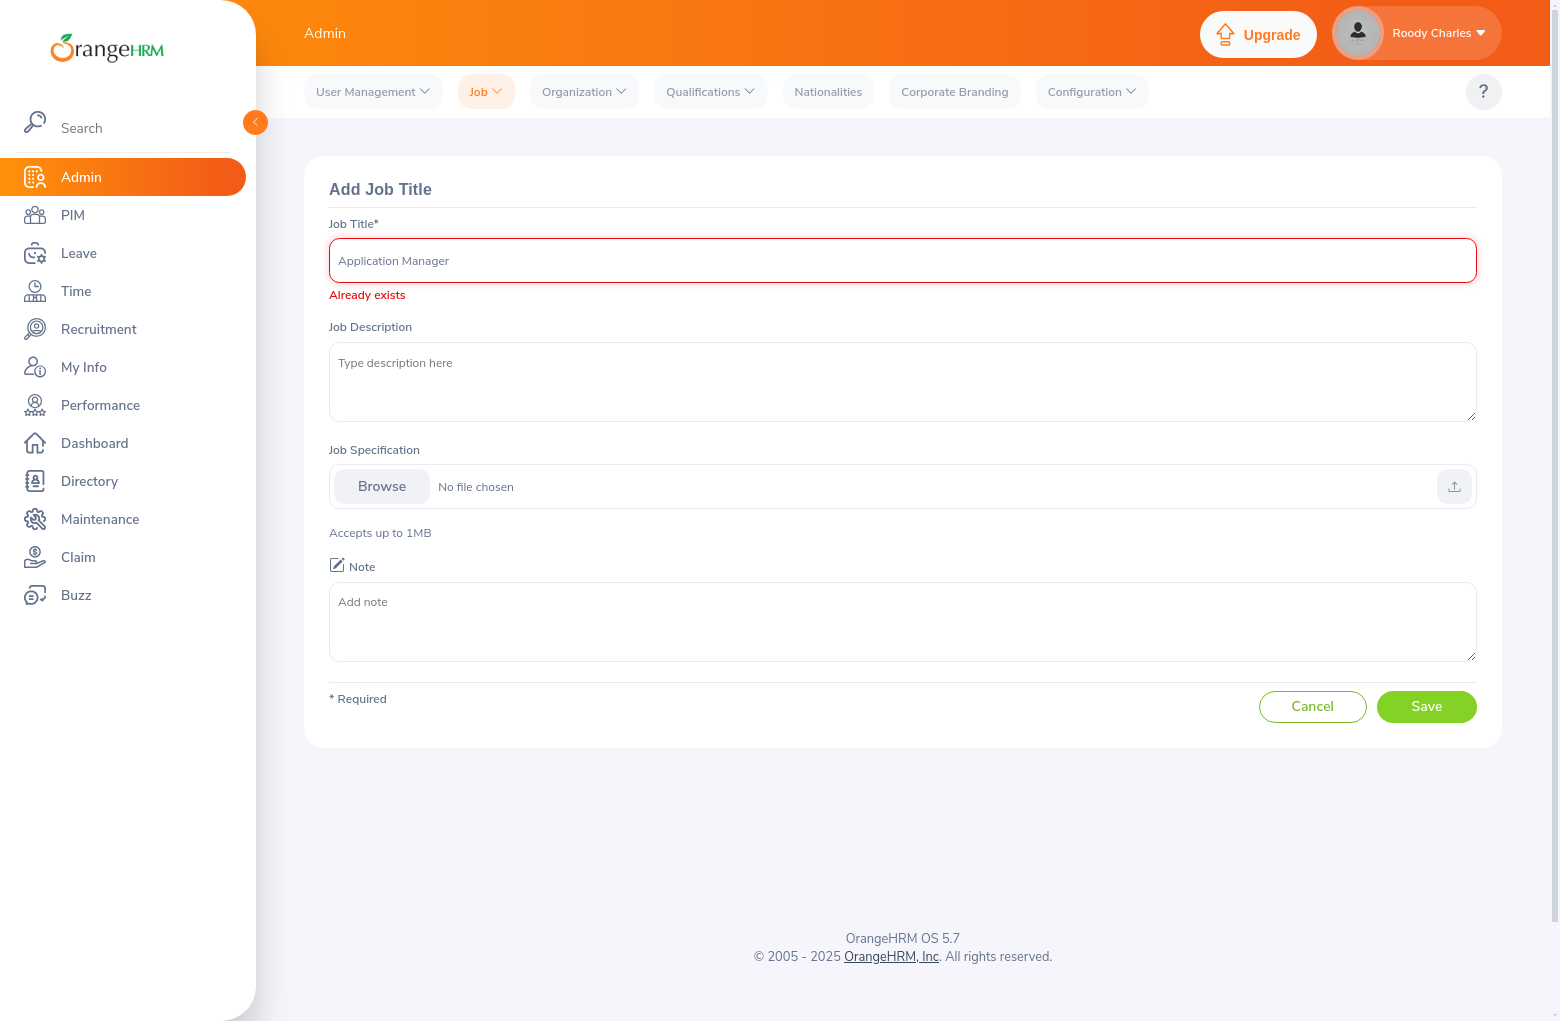 OrangeHRM
Admin
Upgrade
Roody Charles
User Management
Job
Organization
Qualifications
Nationalities
Corporate Branding
Configuration
?
Search
Admin
PIM
Leave
Time
Recruitment
My Info
Performance
Dashboard
Directory
Maintenance
Claim
Buzz
Add Job Title
Job Title*
Application Manager
Already exists
Job Description
Type description here
Job Specification
Browse No file chosen
Accepts up to 1MB
Note
Add note
* Required
Cancel
Save
OrangeHRM OS 5.7
© 2005 - 2025 OrangeHRM, Inc. All rights reserved.